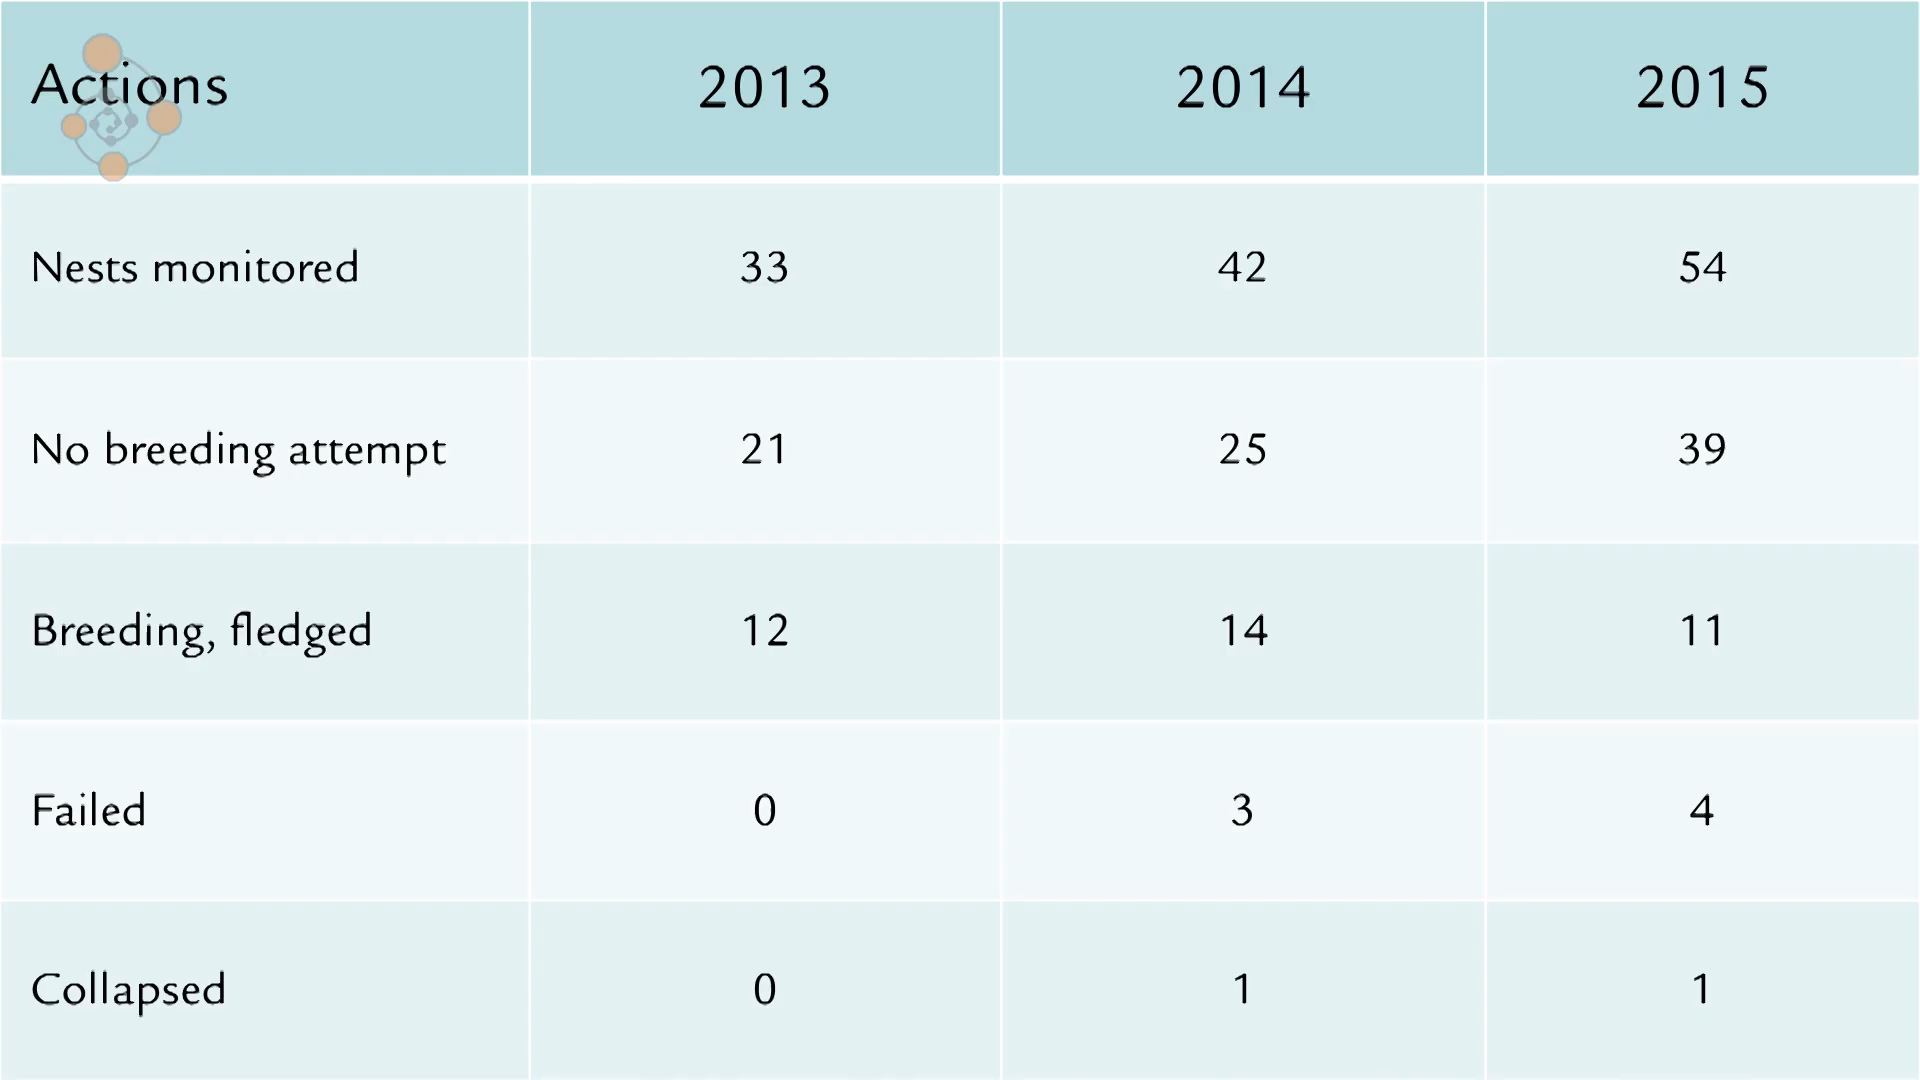 Actions 2013 2014 2015
Nests monitored 33 42 54
No breeding attempt 21 25 39
Breeding, fledged 12 14 11
Failed 0 3 4
Collapsed 0 1 1